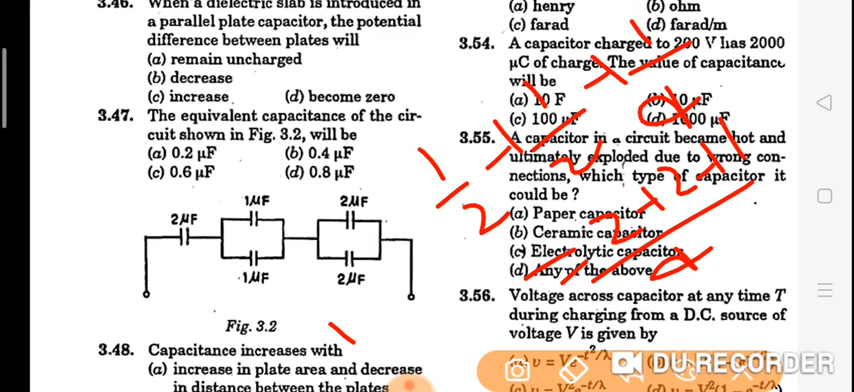 3.46. When a dielectric slab is introduced in
a parallel plate capacitor, the potential
difference between plates will
(a) remain uncharged
(b) decrease
(c) increase (d) become zero
3.47. The equivalent capacitance of the cir-
cuit shown in Fig. 3.2, will be
(a) 0.2 μF (b) 0.4 μF
(c) 0.6 μF (d) 0.8 μF
2μF
1μF
1μF
2μF
2μF
Fig. 3.2
3.48. Capacitance increases with
(a) increase in plate area and decrease
in distance between the plates
(a) henry (b) ohm
(c) farad (d) farad/m
3.54. A capacitor charged to 200 V has 2000
μC of charge. The value of capacitance
will be
(a) 10 F (b) 10 μF
(c) 100 μF (d) 1000 μF
3.55. A capacitor in a circuit became hot and
ultimately exploded due to wrong con-
nections, which type of capacitor it
could be ?
(a) Paper capacitor
(b) Ceramic capacitor
(c) Electrolytic capacitor
(d) Any of the above
3.56. Voltage across capacitor at any time T
during charging from a D.C. source of
voltage V is given by
DU RECORDER